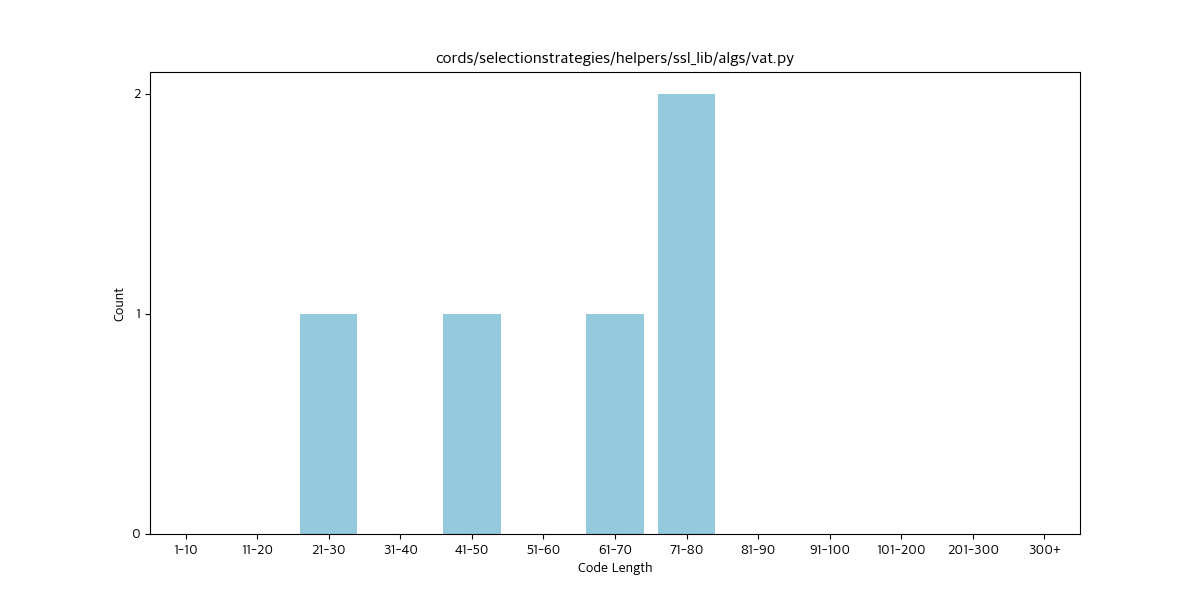 cords/selectionstrategies/helpers/ssl_lib/algs/vat.py
2
1
0
Count
1-10 11-20 21-30 31-40 41-50 51-60 61-70 71-80 81-90 91-100 101-200 201-300 300+
Code Length